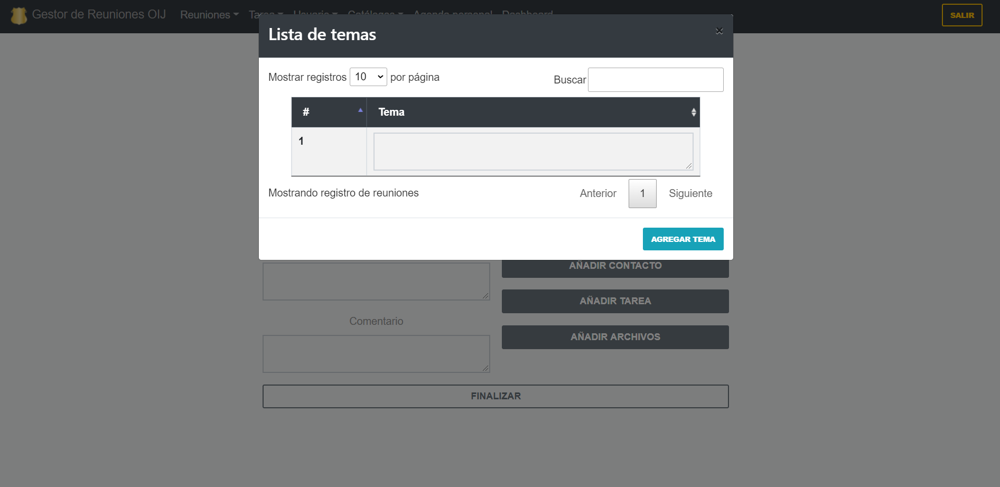 Gestor de Reuniones OIJ Reuniones Tarea Usuario Catálogos Agenda personal Dashboard SALIR
Lista de temas ×
Mostrar registros 10 por página Buscar
# Tema
1
Mostrando registro de reuniones Anterior 1 Siguiente
AGREGAR TEMA
AÑADIR CONTACTO
AÑADIR TAREA
Comentario
AÑADIR ARCHIVOS
FINALIZAR